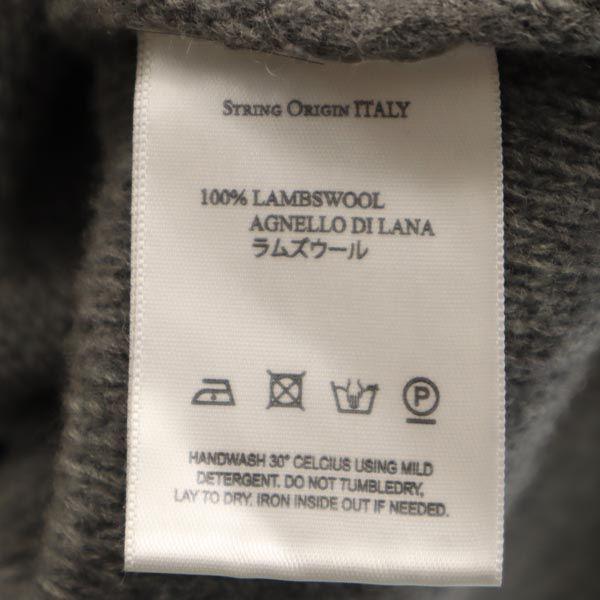 STRING ORIGIN ITALY
100% LAMBSWOOL
AGNELLO DI LANA
ラムズウール
P
HANDWASH 30° CELCIUS USING MILD
DETERGENT. DO NOT TUMBLEDRY,
LAY TO DRY. IRON INSIDE OUT IF NEEDED.